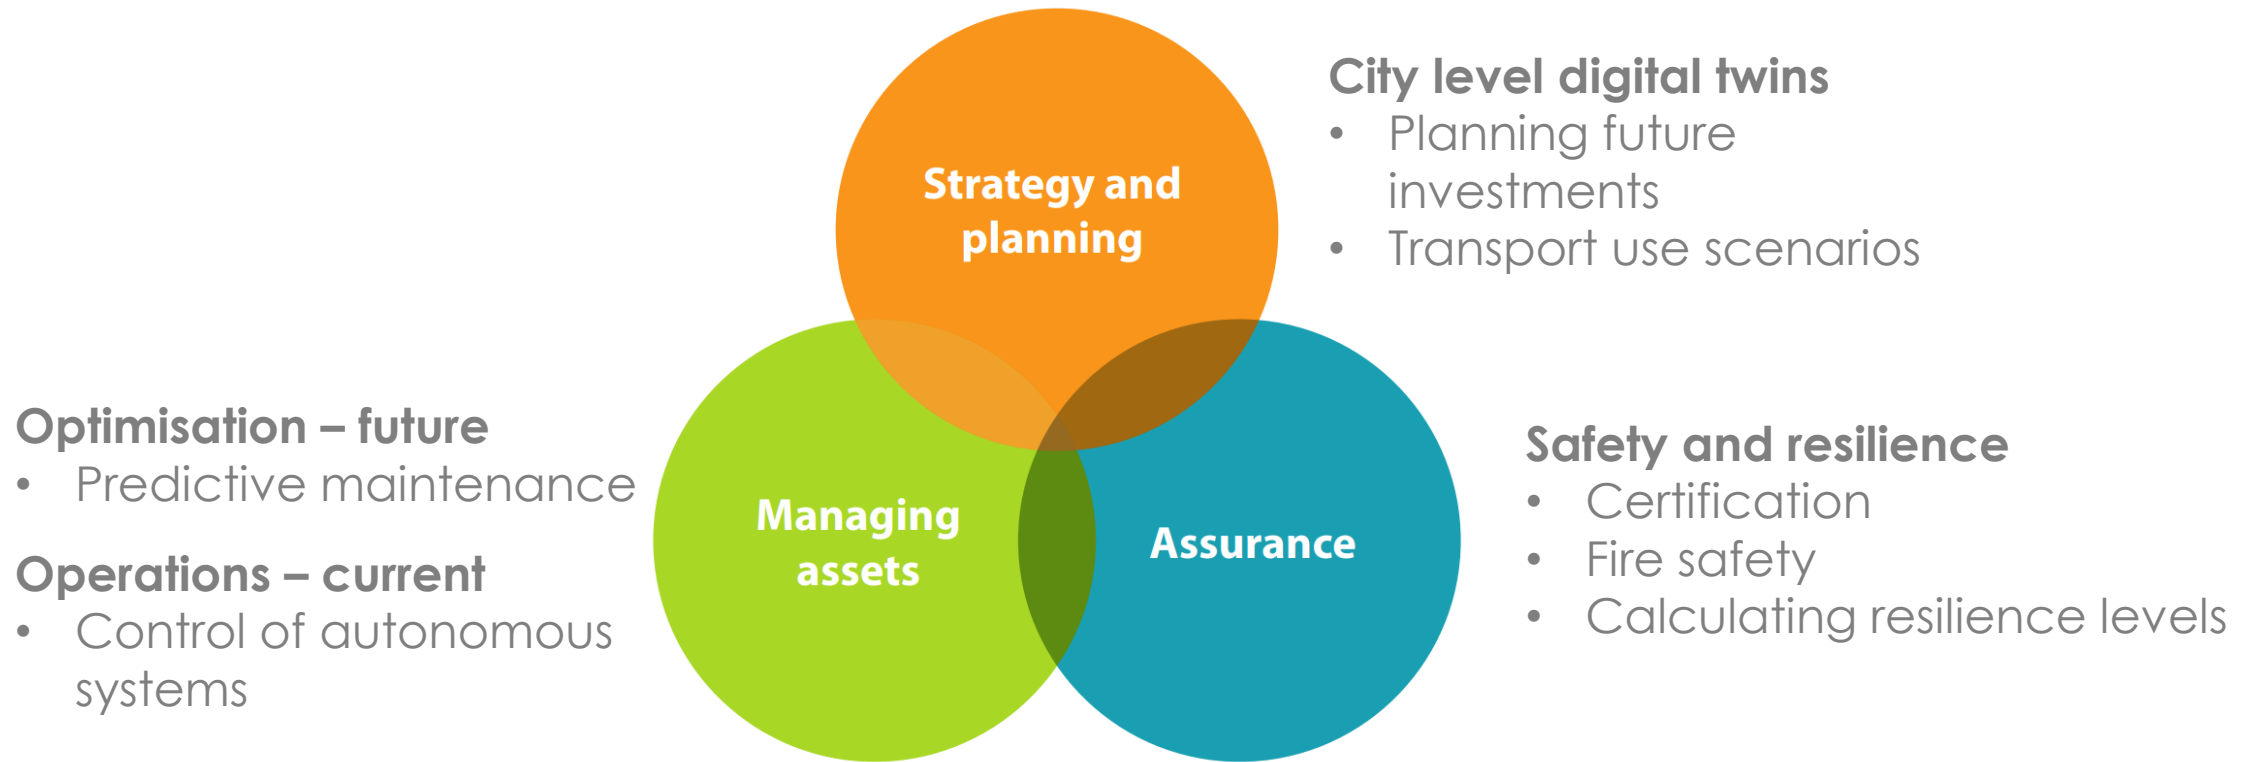 Strategy and
planning
City level digital twins
• Planning future
investments
• Transport use scenarios
Optimisation – future
• Predictive maintenance
Operations – current
• Control of autonomous
systems
Managing
assets
Assurance
Safety and resilience
• Certification
• Fire safety
• Calculating resilience levels